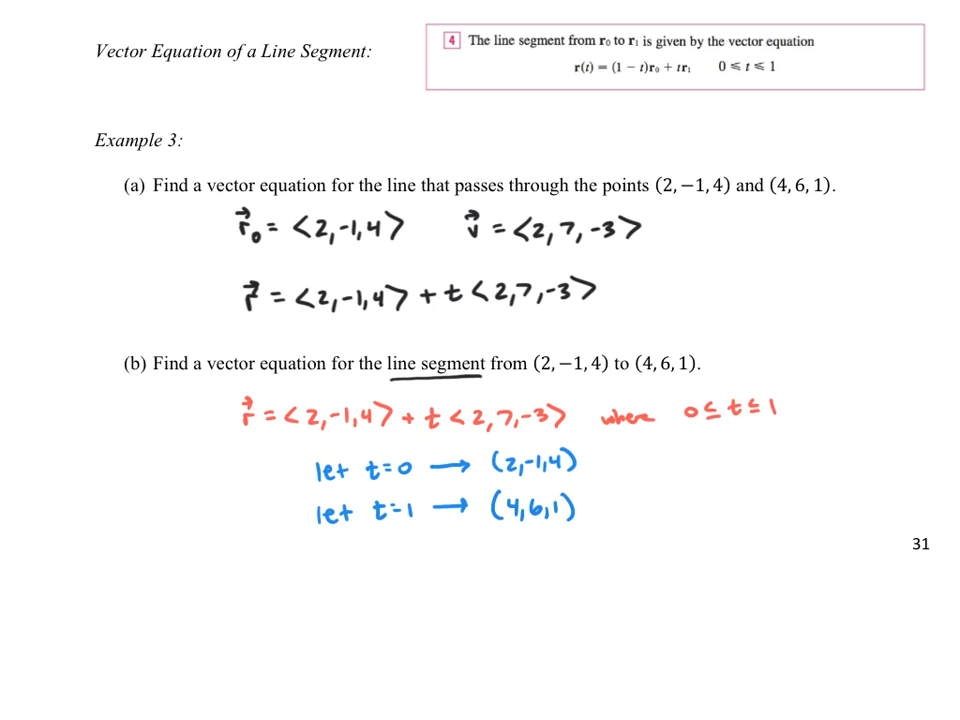 Vector Equation of a Line Segment:
4 The line segment from r₀ to r₁ is given by the vector equation
r(t) = (1 − t)r₀ + tr₁ 0 ⩽ t ⩽ 1
Example 3:
(a) Find a vector equation for the line that passes through the points (2, −1, 4) and (4, 6, 1).
r⃗₀ = <2, -1, 4> v⃗ = <2, 7, -3>
r⃗ = <2, -1, 4> + t <2, 7, -3>
(b) Find a vector equation for the line segment from (2, −1, 4) to (4, 6, 1).
r⃗ = <2, -1, 4> + t <2, 7, -3> where 0 ≤ t ≤ 1
let t=0 → (2, -1, 4)
let t=1 → (4, 6, 1)
31